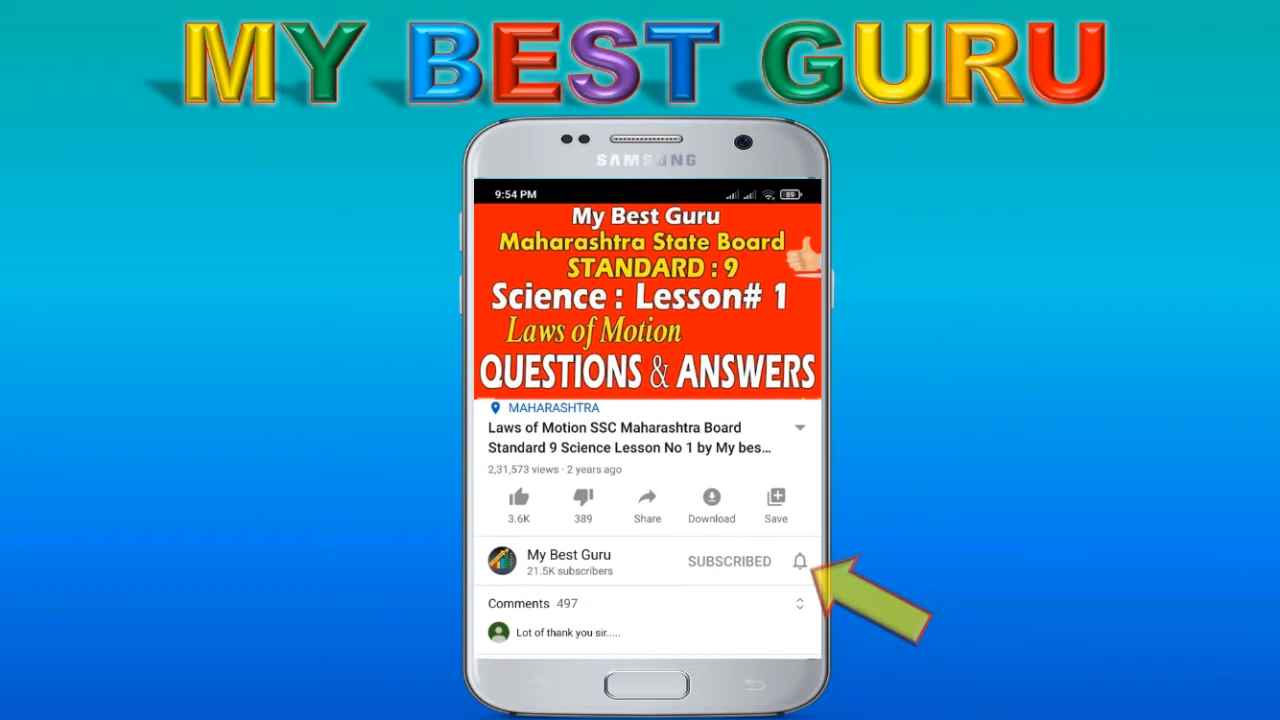 MY BEST GURU
SAMSUNG
9:54 PM
89
My Best Guru
Maharashtra State Board
STANDARD : 9
Science : Lesson# 1
Laws of Motion
QUESTIONS & ANSWERS
MAHARASHTRA
Laws of Motion SSC Maharashtra Board
Standard 9 Science Lesson No 1 by My bes...
2,31,573 views · 2 years ago
3.6K 389 Share Download Save
My Best Guru
21.5K subscribers
SUBSCRIBED
Comments 497
Lot of thank you sir.....